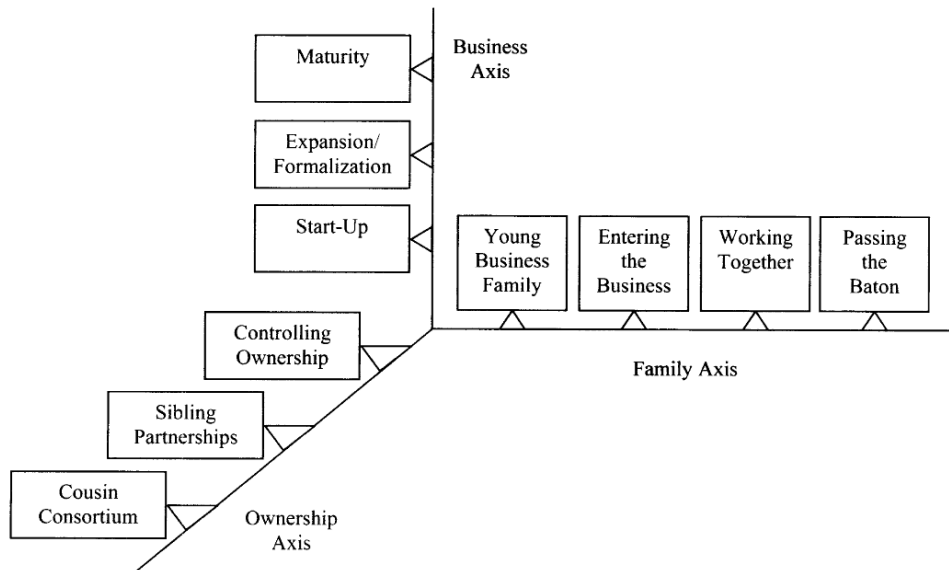 Maturity
Business
Axis
Expansion/
Formalization
Start-Up
Young
Business
Family
Entering
the
Business
Working
Together
Passing
the
Baton
Controlling
Ownership
Family Axis
Sibling
Partnerships
Cousin
Consortium
Ownership
Axis